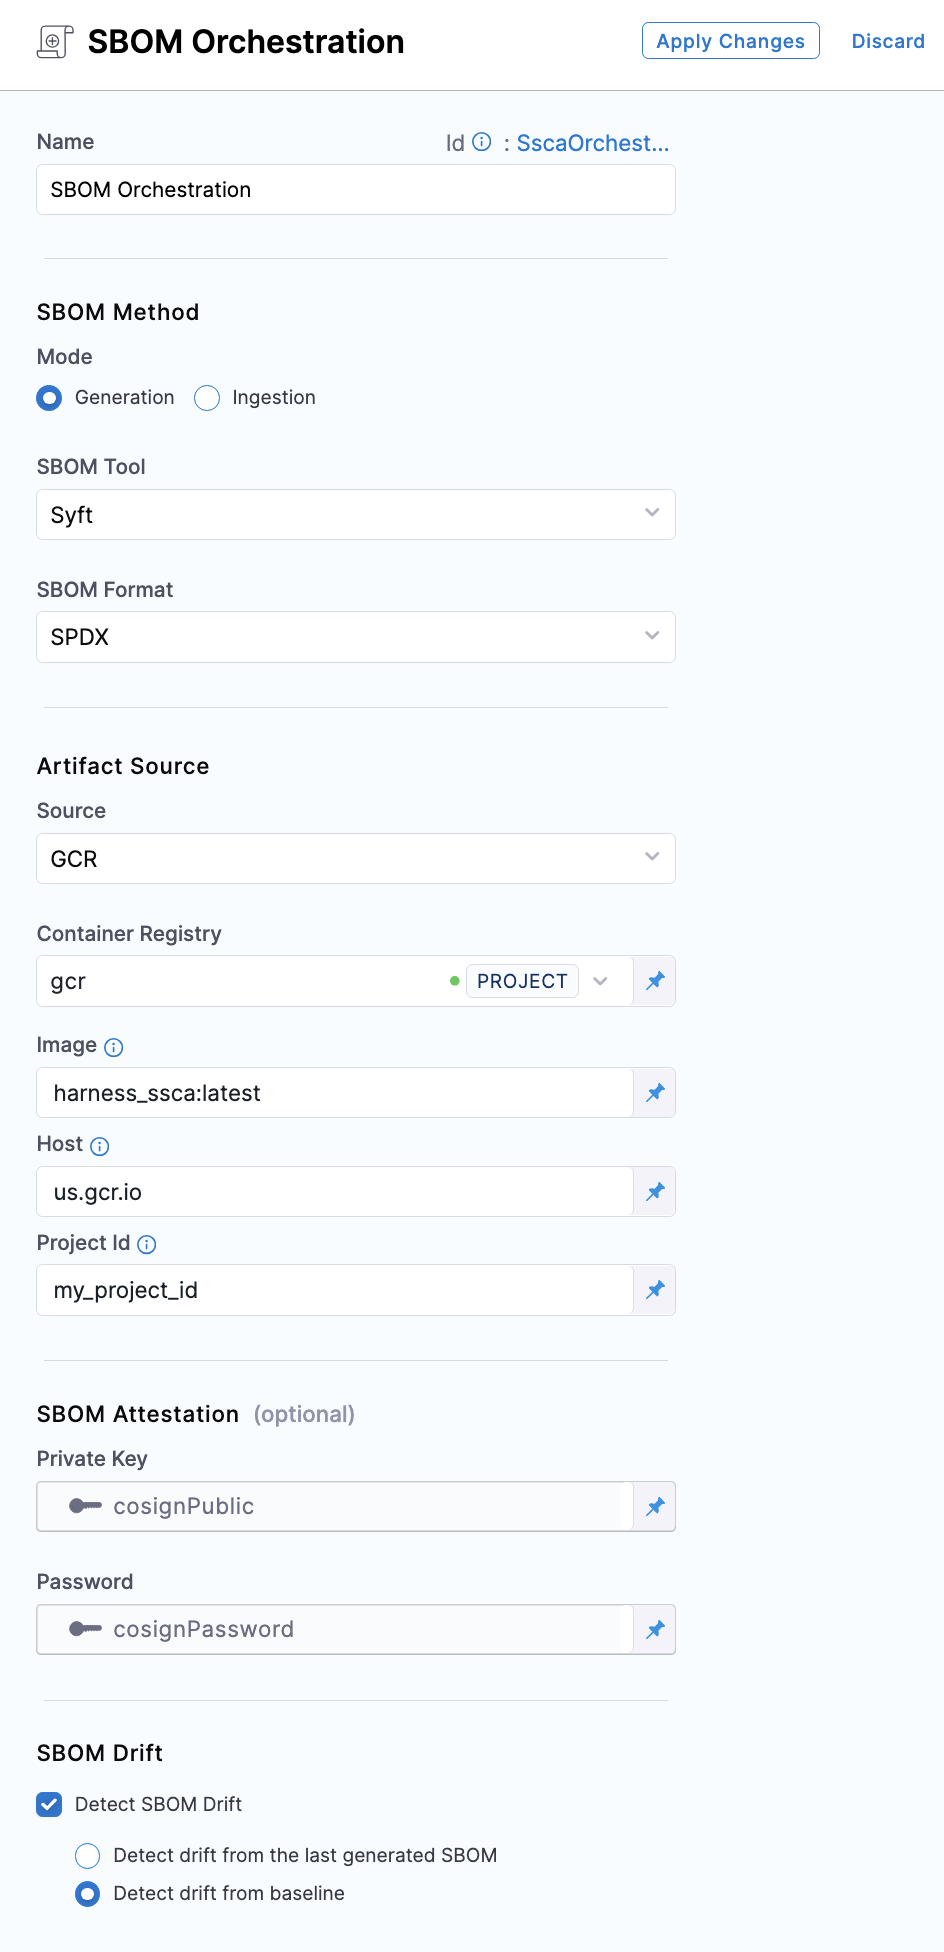 SBOM Orchestration
Apply Changes
Discard
Name
Id : SscaOrchest...
SBOM Orchestration
SBOM Method
Mode
Generation
Ingestion
SBOM Tool
Syft
SBOM Format
SPDX
Artifact Source
Source
GCR
Container Registry
gcr
PROJECT
Image
harness_ssca:latest
Host
us.gcr.io
Project Id
my_project_id
SBOM Attestation (optional)
Private Key
cosignPublic
Password
cosignPassword
SBOM Drift
Detect SBOM Drift
Detect drift from the last generated SBOM
Detect drift from baseline